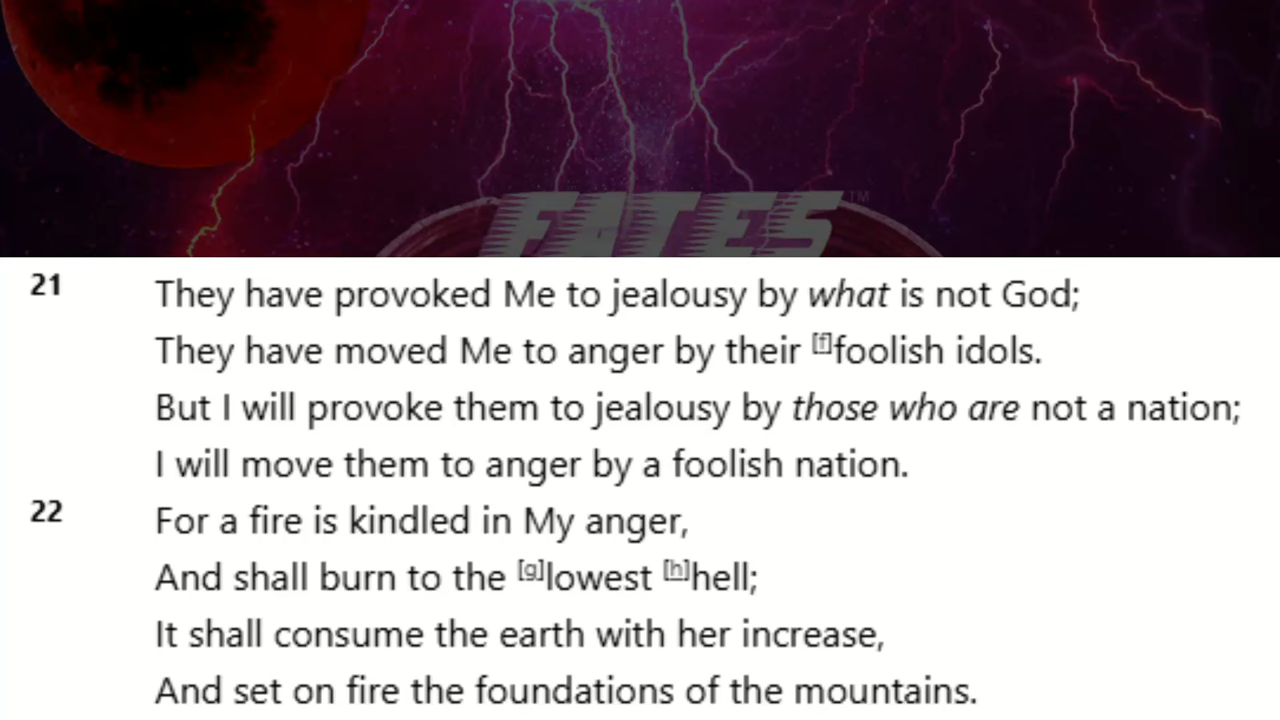 FATES™
21 They have provoked Me to jealousy by what is not God;
They have moved Me to anger by their [f]foolish idols.
But I will provoke them to jealousy by those who are not a nation;
I will move them to anger by a foolish nation.
22 For a fire is kindled in My anger,
And shall burn to the [g]lowest [h]hell;
It shall consume the earth with her increase,
And set on fire the foundations of the mountains.